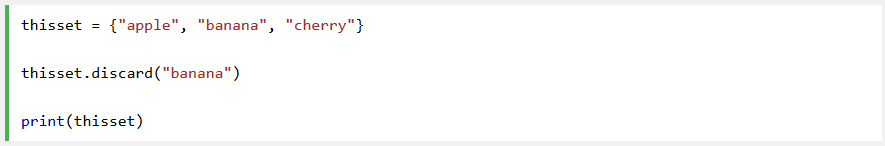 thisset = {"apple", "banana", "cherry"}
thisset.discard("banana")
print(thisset)